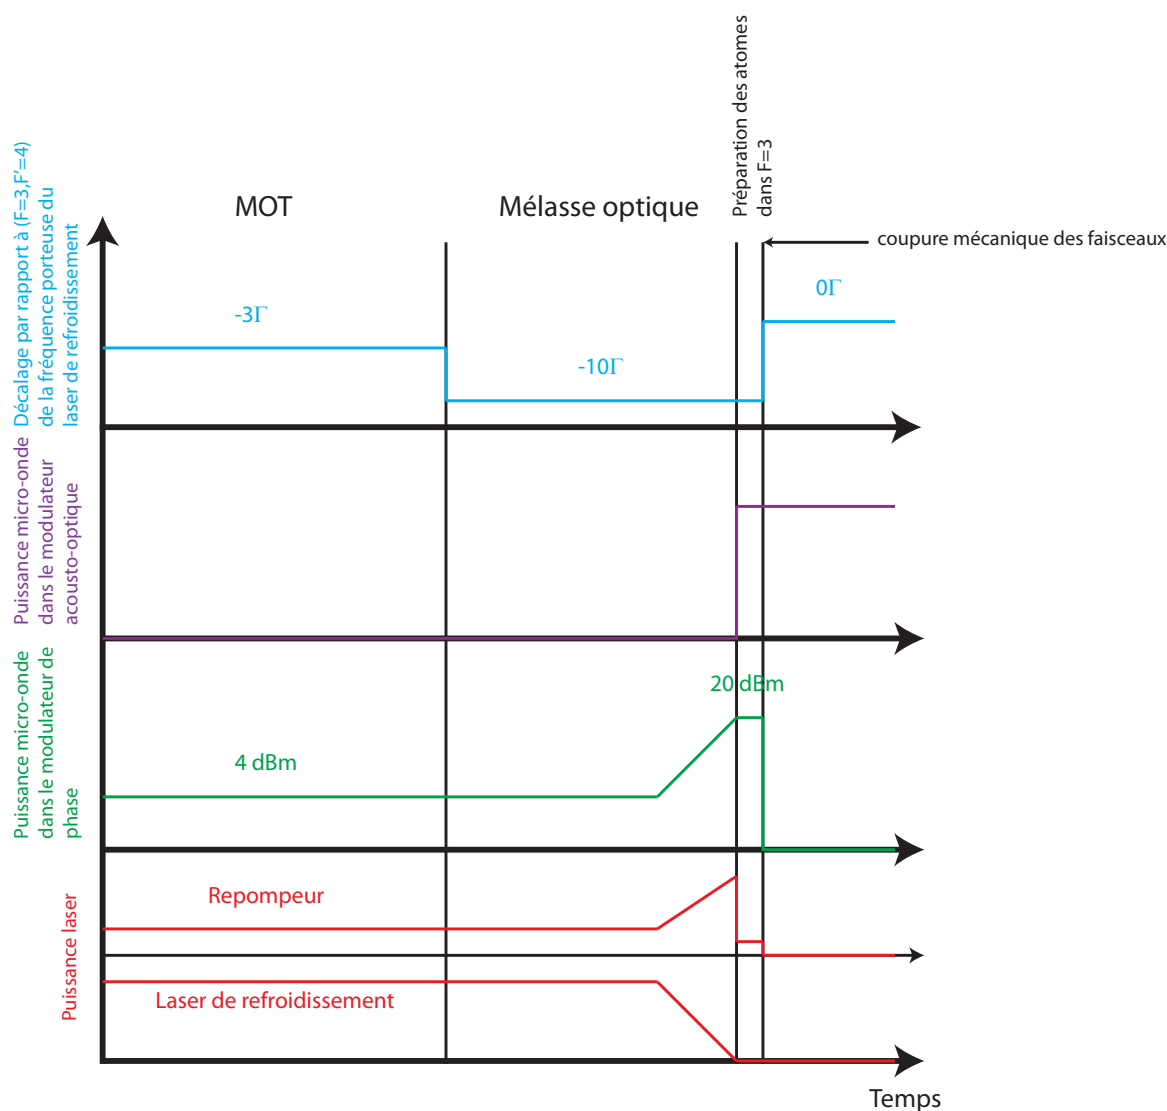 Préparation des atomes
dans F=3
MOT
Mélasse optique
coupure mécanique des faisceaux
Décalage par rapport à (F=3,F'=4)
de la fréquence porteuse du
laser de refroidissement
-3Γ
-10Γ
0Γ
Puissance micro-onde
dans le modulateur
acousto-optique
Puissance micro-onde
dans le modulateur de
phase
4 dBm
20 dBm
Puissance laser
Repompeur
Laser de refroidissement
Temps